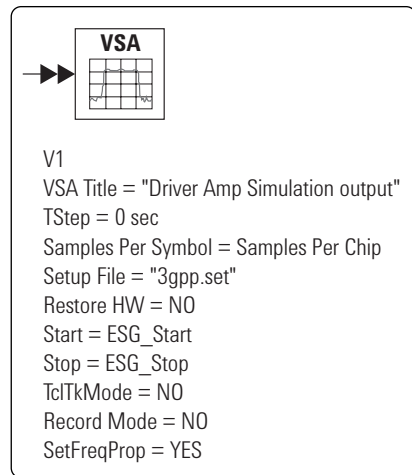 VSA
V1
VSA Title = "Driver Amp Simulation output"
TStep = 0 sec
Samples Per Symbol = Samples Per Chip
Setup File = "3gpp.set"
Restore HW = NO
Start = ESG_Start
Stop = ESG_Stop
TclTkMode = NO
Record Mode = NO
SetFreqProp = YES